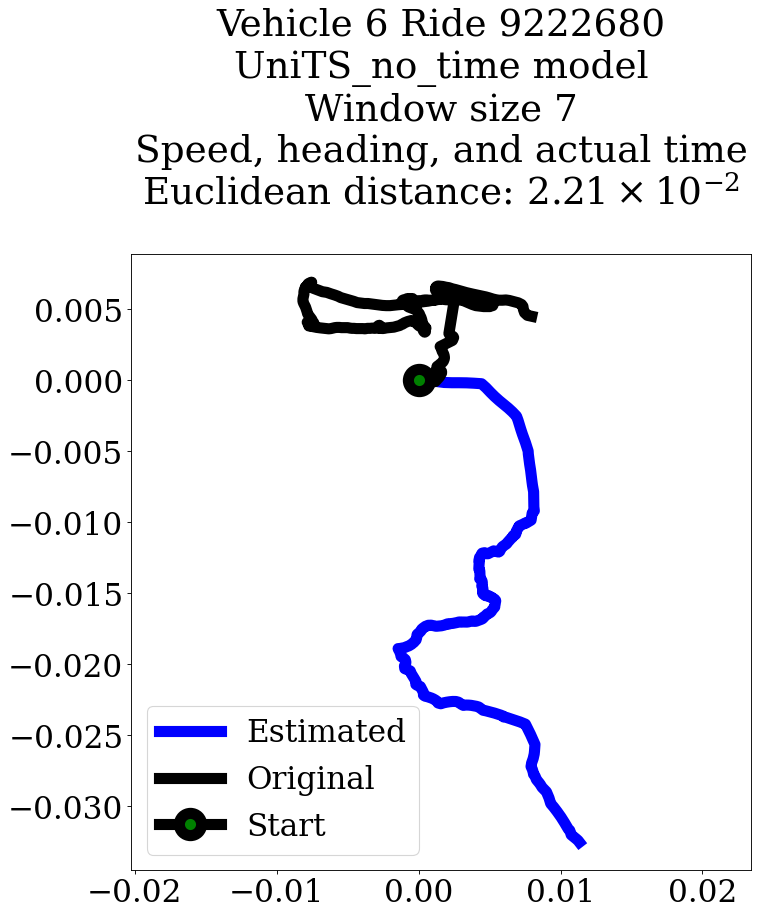 Vehicle 6 Ride 9222680
UniTS_no_time model
Window size 7
Speed, heading, and actual time
Euclidean distance: 2.21 × 10⁻²
0.005
0.000
−0.005
−0.010
−0.015
−0.020
−0.025
−0.030
Estimated
Original
Start
−0.02 −0.01 0.00 0.01 0.02